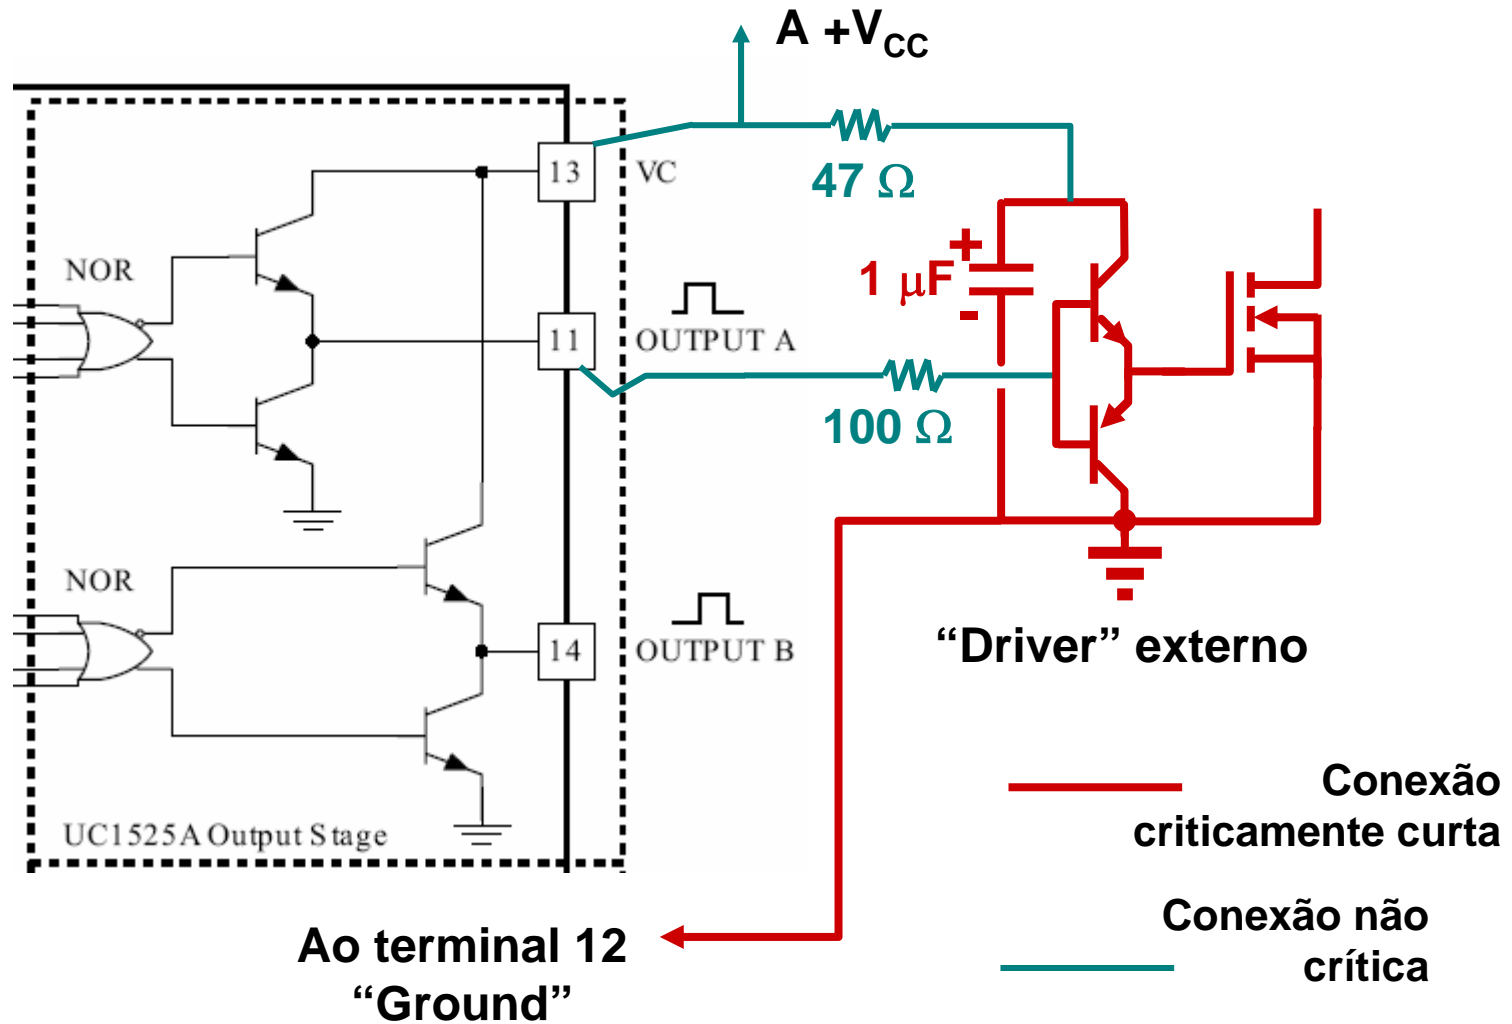 A +VCC
13
VC
47 Ω
NOR
+
1 μF
-
11
OUTPUT A
100 Ω
NOR
14
OUTPUT B
“Driver” externo
UC1525A Output Stage
Conexão
criticamente curta
Ao terminal 12
“Ground”
Conexão não
crítica